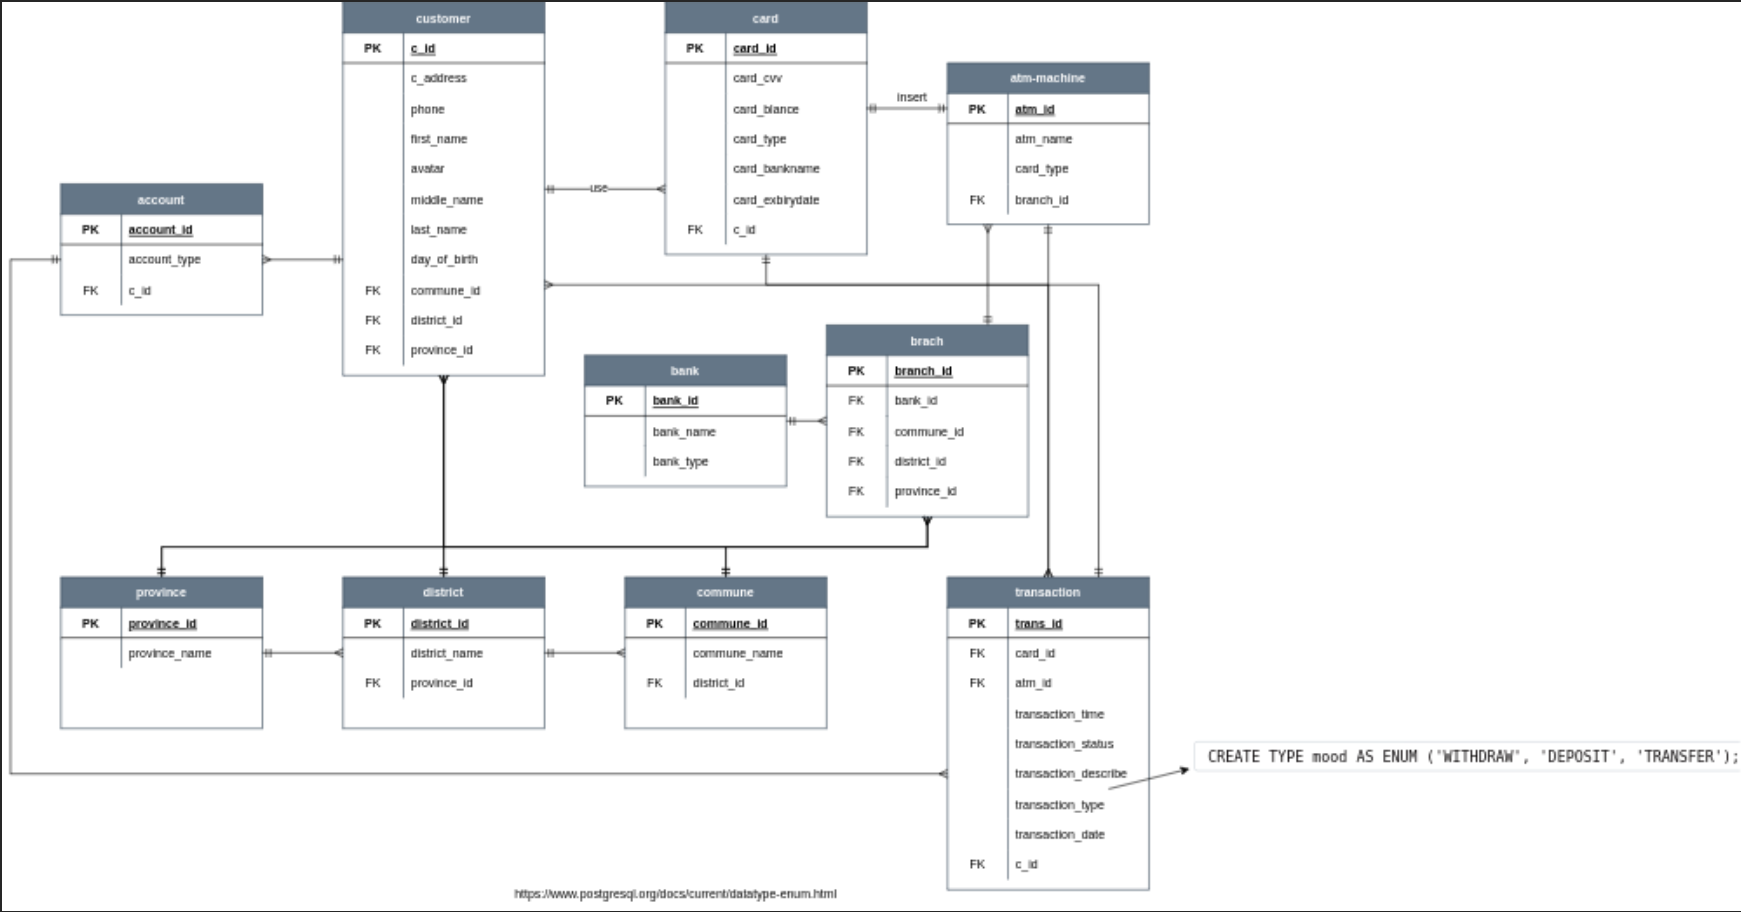 customer
PK c_id
c_address
phone
first_name
avatar
middle_name
last_name
day_of_birth
FK commune_id
FK district_id
FK province_id
card
PK card_id
card_cvv
card_blance
card_type
card_bankname
card_exbirydate
FK c_id
insert
atm-machine
PK atm_id
atm_name
card_type
FK branch_id
use
account
PK account_id
account_type
FK c_id
bank
PK bank_id
bank_name
bank_type
brach
PK branch_id
FK bank_id
FK commune_id
FK district_id
FK province_id
province
PK province_id
province_name
district
PK district_id
district_name
FK province_id
commune
PK commune_id
commune_name
FK district_id
transaction
PK trans_id
FK card_id
FK atm_id
transaction_time
transaction_status
transaction_describe
transaction_type
transaction_date
FK c_id
CREATE TYPE mood AS ENUM ('WITHDRAW', 'DEPOSIT', 'TRANSFER');
https://www.postgresql.org/docs/current/datatype-enum.html